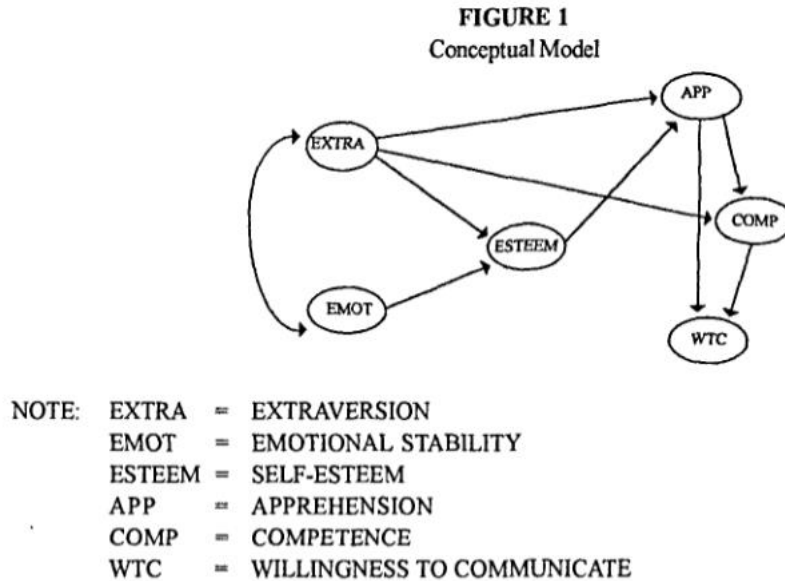 FIGURE 1
Conceptual Model
APP
EXTRA
COMP
ESTEEM
EMOT
WTC
NOTE: EXTRA = EXTRAVERSION
EMOT = EMOTIONAL STABILITY
ESTEEM = SELF-ESTEEM
APP = APPREHENSION
COMP = COMPETENCE
WTC = WILLINGNESS TO COMMUNICATE